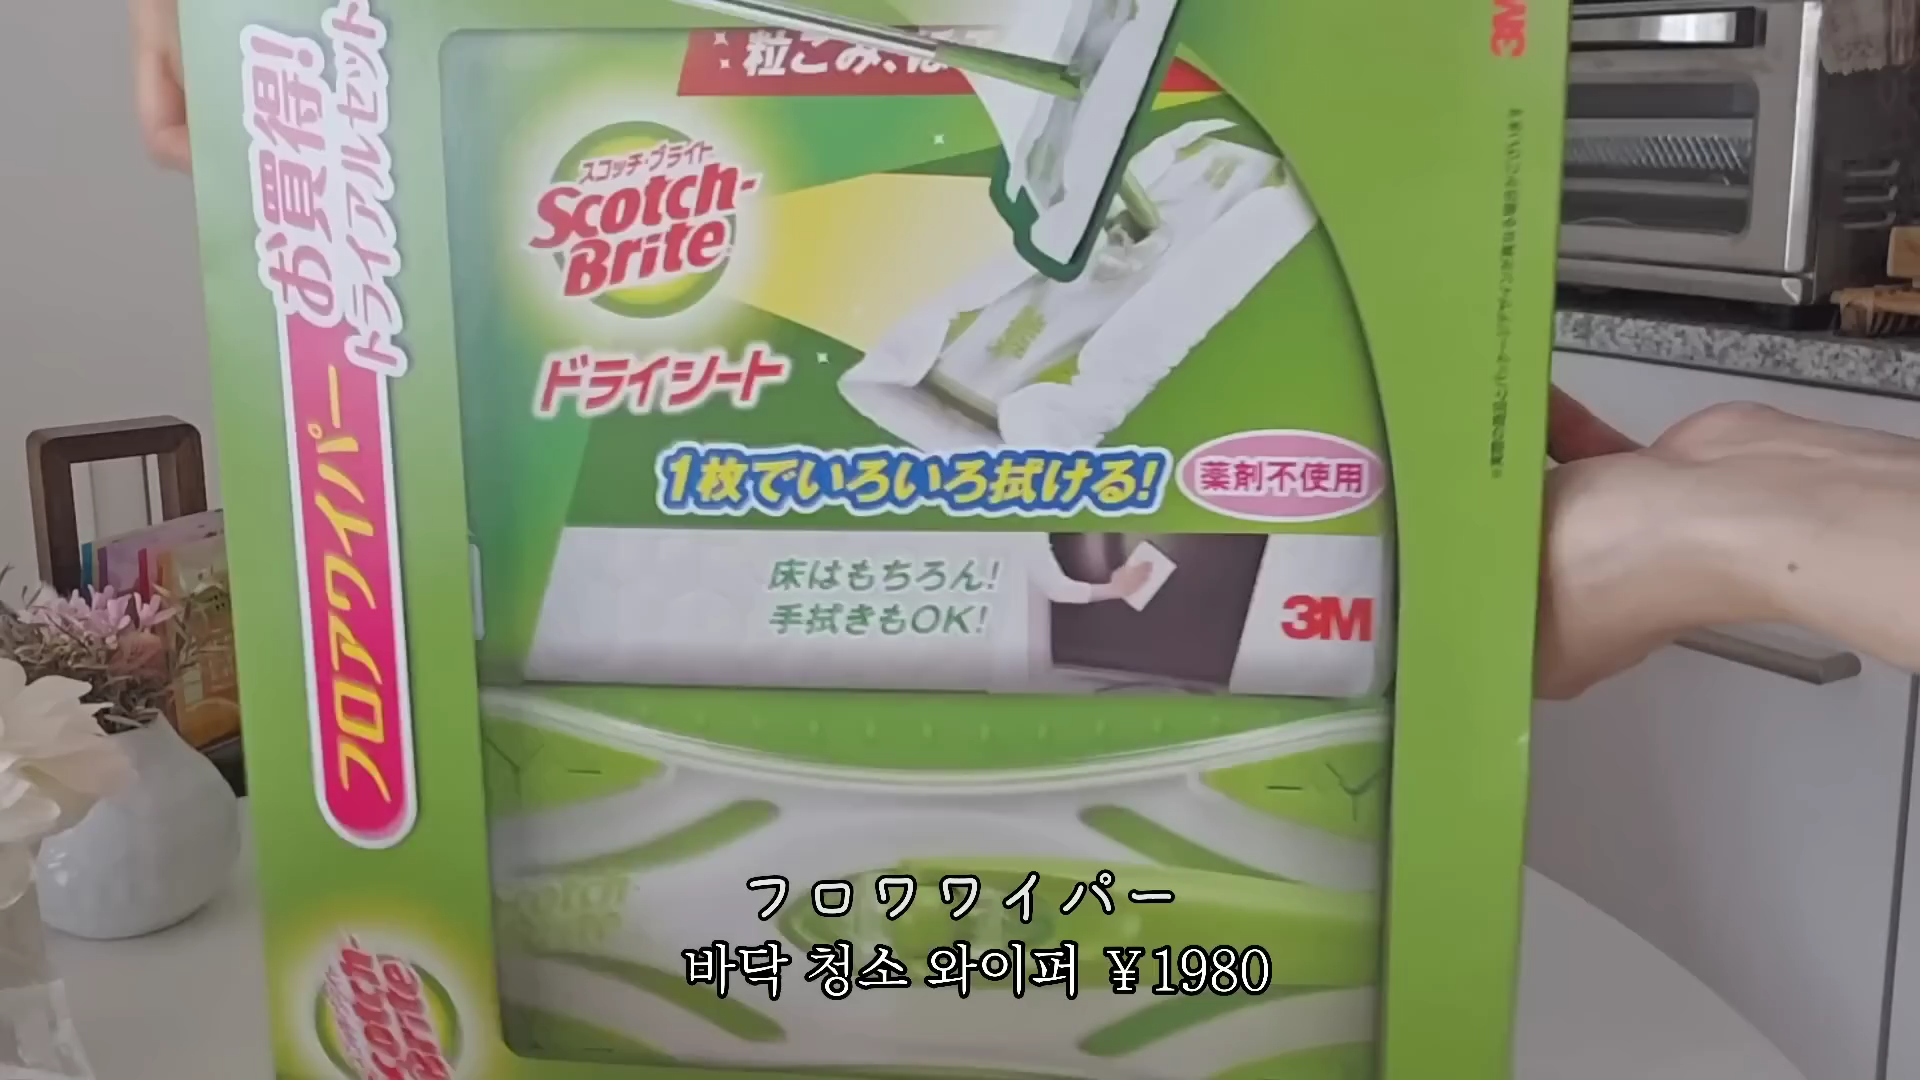 お買得!
トライアルセット
フロアワイパー
粒ごみ、
スコッチ・ブライト
Scotch-
Brite
ドライシート
1枚でいろいろ拭ける!
薬剤不使用
床はもちろん!
手拭きもOK!
3M
3M
Scotch-
Brite
フロワワイパー
바닥 청소 와이퍼 ¥1980